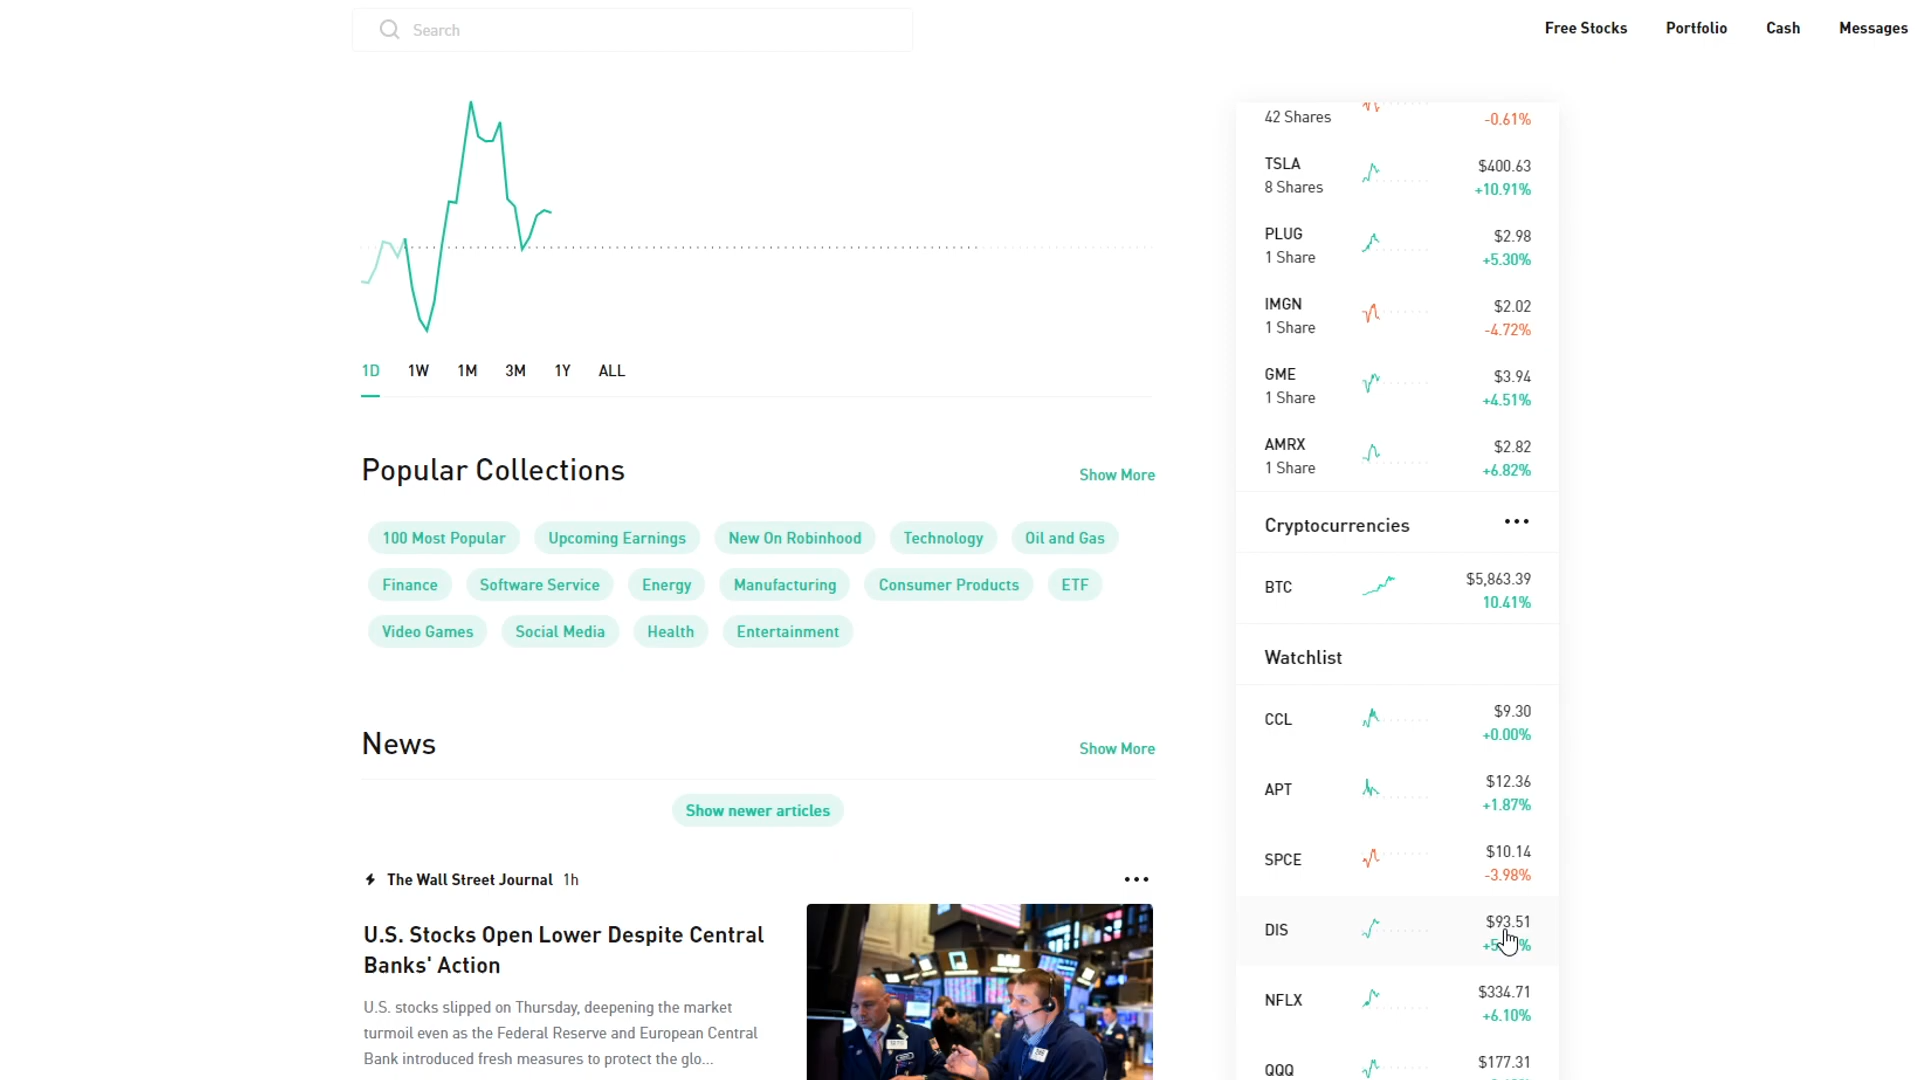 Search
Free Stocks
Portfolio
Cash
Messages
1D
1W
1M
3M
1Y
ALL
Popular Collections
Show More
100 Most Popular
Upcoming Earnings
New On Robinhood
Technology
Oil and Gas
Finance
Software Service
Energy
Manufacturing
Consumer Products
ETF
Video Games
Social Media
Health
Entertainment
News
Show More
Show newer articles
The Wall Street Journal 1h
U.S. Stocks Open Lower Despite Central
Banks' Action
U.S. stocks slipped on Thursday, deepening the market
turmoil even as the Federal Reserve and European Central
Bank introduced fresh measures to protect the glo...
42 Shares
-0.61%
TSLA
8 Shares
$400.63
+10.91%
PLUG
1 Share
$2.98
+5.30%
IMGN
1 Share
$2.02
-4.72%
GME
1 Share
$3.94
+4.51%
AMRX
1 Share
$2.82
+6.82%
Cryptocurrencies
BTC
$5,863.39
10.41%
Watchlist
CCL
$9.30
+0.00%
APT
$12.36
+1.87%
SPCE
$10.14
-3.98%
DIS
$93.51
NFLX
$334.71
+6.10%
QQQ
$177.31